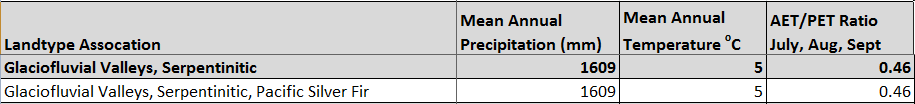 Landtype Assocation Mean Annual Precipitation (mm) Mean Annual Temperature °C AET/PET Ratio July, Aug, Sept
Glaciofluvial Valleys, Serpentinitic 1609 5 0.46
Glaciofluvial Valleys, Serpentinitic, Pacific Silver Fir 1609 5 0.46